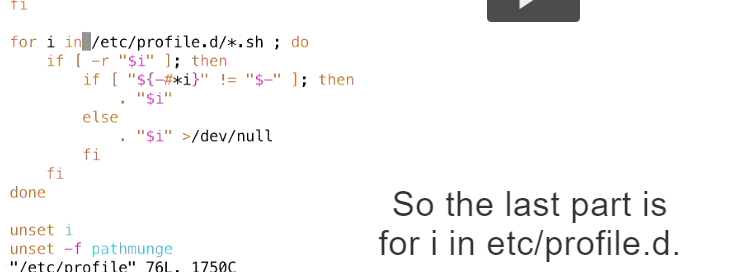 fi
for i in /etc/profile.d/*.sh ; do
    if [ -r "$i" ]; then
        if [ "${-#*i}" != "$-" ]; then
            . "$i"
        else
            . "$i" >/dev/null
        fi
    fi
done
unset i
unset -f pathmunge
"/etc/profile" 76L, 1750C
So the last part is
for i in etc/profile.d.